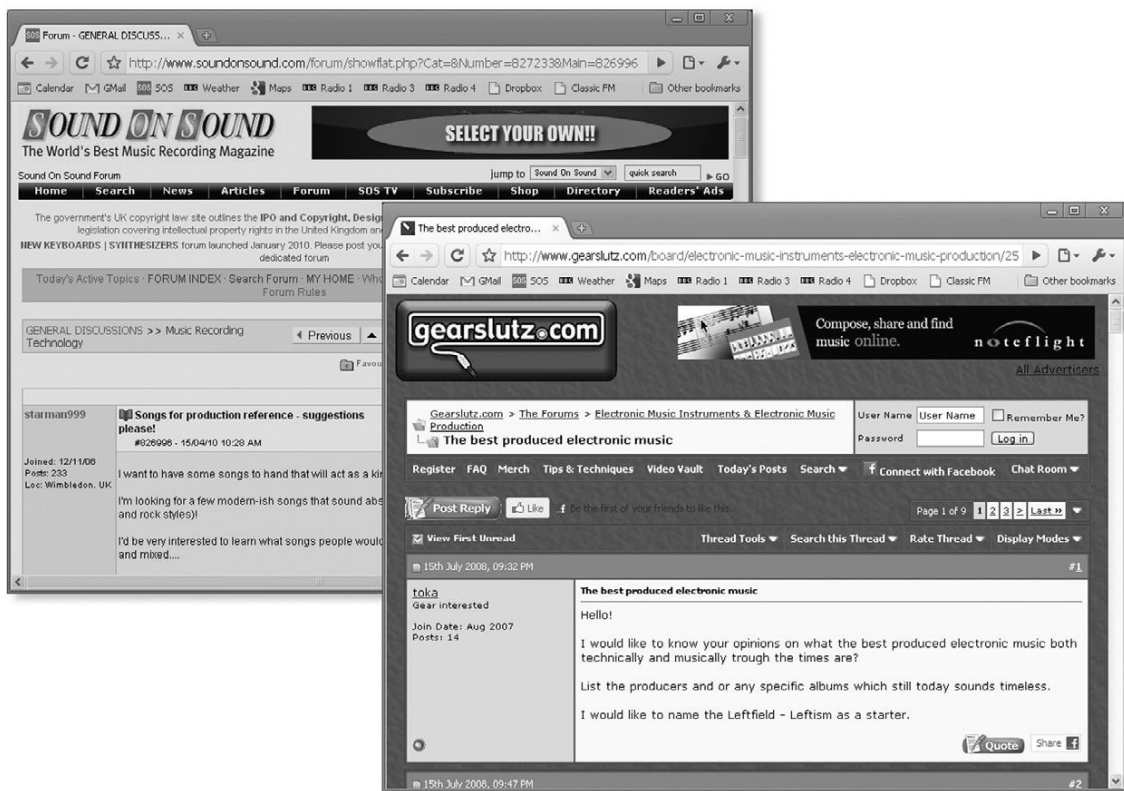 Forum - GENERAL DISCUSS...
http://www.soundonsound.com/forum/showflat.php?Cat=8&Number=827233&Main=826996
Calendar GMail SOS Weather Maps Radio 1 Radio 3 Radio 4 Dropbox Classic FM Other bookmarks
SOUND ON SOUND
The World's Best Music Recording Magazine
SELECT YOUR OWN!!
Sound On Sound Forum
jump to Sound On Sound quick search GO
Home Search News Articles Forum SOS TV Subscribe Shop Directory Readers' Ads
The government's UK copyright law site outlines the IPO and Copyright, Desig
legislation covering intellectual property rights in the United Kingdom an
NEW KEYBOARDS | SYNTHESIZERS forum launched January 2010. Please post you
dedicated forum
Today's Active Topics · FORUM INDEX · Search Forum · MY HOME · Who
Forum Rules
GENERAL DISCUSSIONS >> Music Recording
Technology
Previous
Favou
starman999
Joined: 12/11/06
Posts: 233
Loc: Wimbledon, UK
Songs for production reference - suggestions
please!
#826996 - 15/04/10 10:28 AM
I want to have some songs to hand that will act as a kin
I'm looking for a few modern-ish songs that sound abs
and rock styles)!
I'd be very interested to learn what songs people would
and mixed....
The best produced electro...
http://www.gearslutz.com/board/electronic-music-instruments-electronic-music-production/25
Calendar GMail SOS Weather Maps Radio 1 Radio 3 Radio 4 Dropbox Classic FM Other bookmarks
gearslutz.com
Compose, share and find
music online.
noteflight
All Advertisers
Gearslutz.com > The Forums > Electronic Music Instruments & Electronic Music
Production
The best produced electronic music
User Name User Name Remember Me?
Password Log in
Register FAQ Merch Tips & Techniques Video Vault Today's Posts Search Connect with Facebook Chat Room
Post Reply Like Be the first of your friends to like this.
Page 1 of 9 1 2 3 > Last »
View First Unread Thread Tools Search this Thread Rate Thread Display Modes
15th July 2008, 09:32 PM #1
toka
Gear interested
Join Date: Aug 2007
Posts: 14
The best produced electronic music
Hello!
I would like to know your opinions on what the best produced electronic music both
technically and musically trough the times are?
List the producers and or any specific albums which still today sounds timeless.
I would like to name the Leftfield - Leftism as a starter.
Quote Share
15th July 2008, 09:47 PM #2